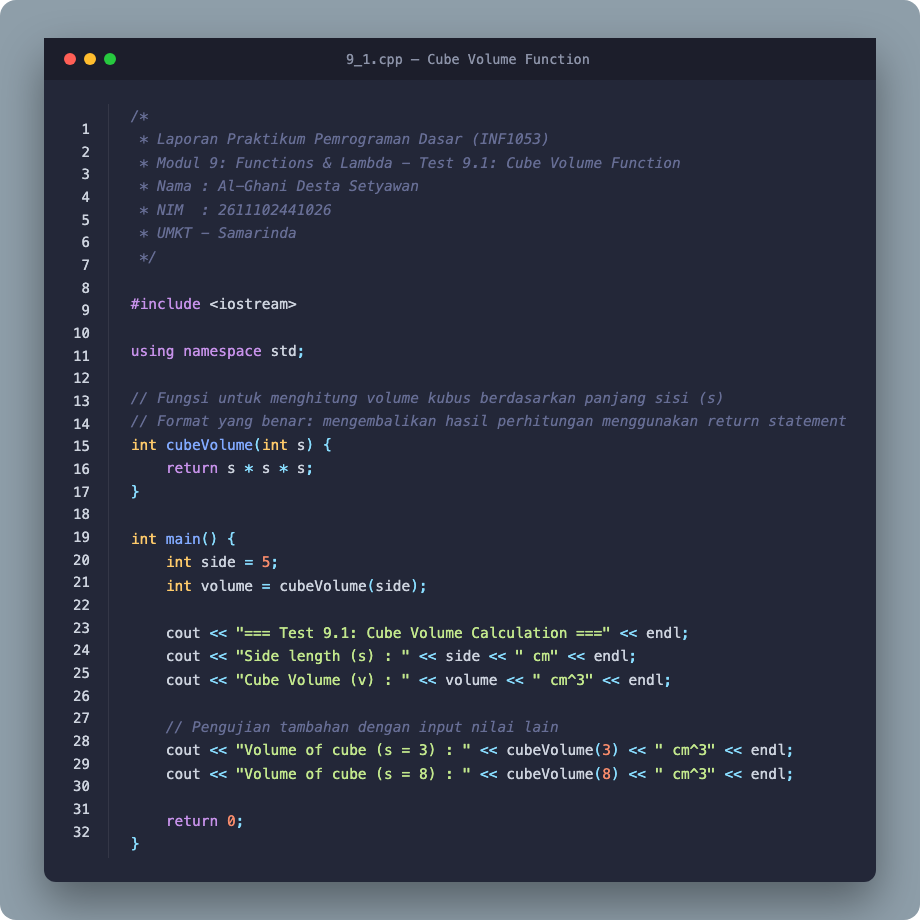 9_1.cpp — Cube Volume Function
1 /*
2  * Laporan Praktikum Pemrograman Dasar (INF1053)
3  * Modul 9: Functions & Lambda - Test 9.1: Cube Volume Function
4  * Nama : Al-Ghani Desta Setyawan
5  * NIM  : 2611102441026
6  * UMKT - Samarinda
7  */
8
9 #include <iostream>
10
11 using namespace std;
12
13 // Fungsi untuk menghitung volume kubus berdasarkan panjang sisi (s)
14 // Format yang benar: mengembalikan hasil perhitungan menggunakan return statement
15 int cubeVolume(int s) {
16     return s * s * s;
17 }
18
19 int main() {
20     int side = 5;
21     int volume = cubeVolume(side);
22
23     cout << "=== Test 9.1: Cube Volume Calculation ===" << endl;
24     cout << "Side length (s) : " << side << " cm" << endl;
25     cout << "Cube Volume (v) : " << volume << " cm^3" << endl;
26
27     // Pengujian tambahan dengan input nilai lain
28     cout << "Volume of cube (s = 3) : " << cubeVolume(3) << " cm^3" << endl;
29     cout << "Volume of cube (s = 8) : " << cubeVolume(8) << " cm^3" << endl;
30
31     return 0;
32 }